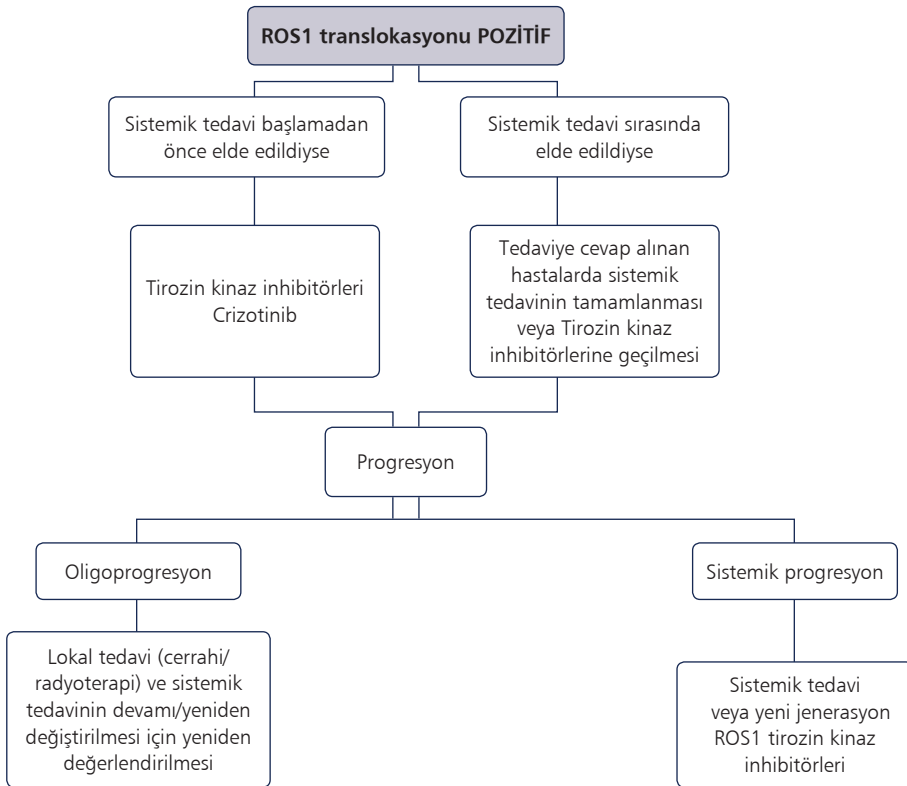 ROS1 translokasyonu POZİTİF
Sistemik tedavi başlamadan
önce elde edildiyse
Sistemik tedavi sırasında
elde edildiyse
Tirozin kinaz inhibitörleri
Crizotinib
Tedaviye cevap alınan
hastalarda sistemik
tedavinin tamamlanması
veya Tirozin kinaz
inhibitörlerine geçilmesi
Progresyon
Oligoprogresyon
Sistemik progresyon
Lokal tedavi (cerrahi/
radyoterapi) ve sistemik
tedavinin devamı/yeniden
değiştirilmesi için yeniden
değerlendirilmesi
Sistemik tedavi
veya yeni jenerasyon
ROS1 tirozin kinaz
inhibitörleri